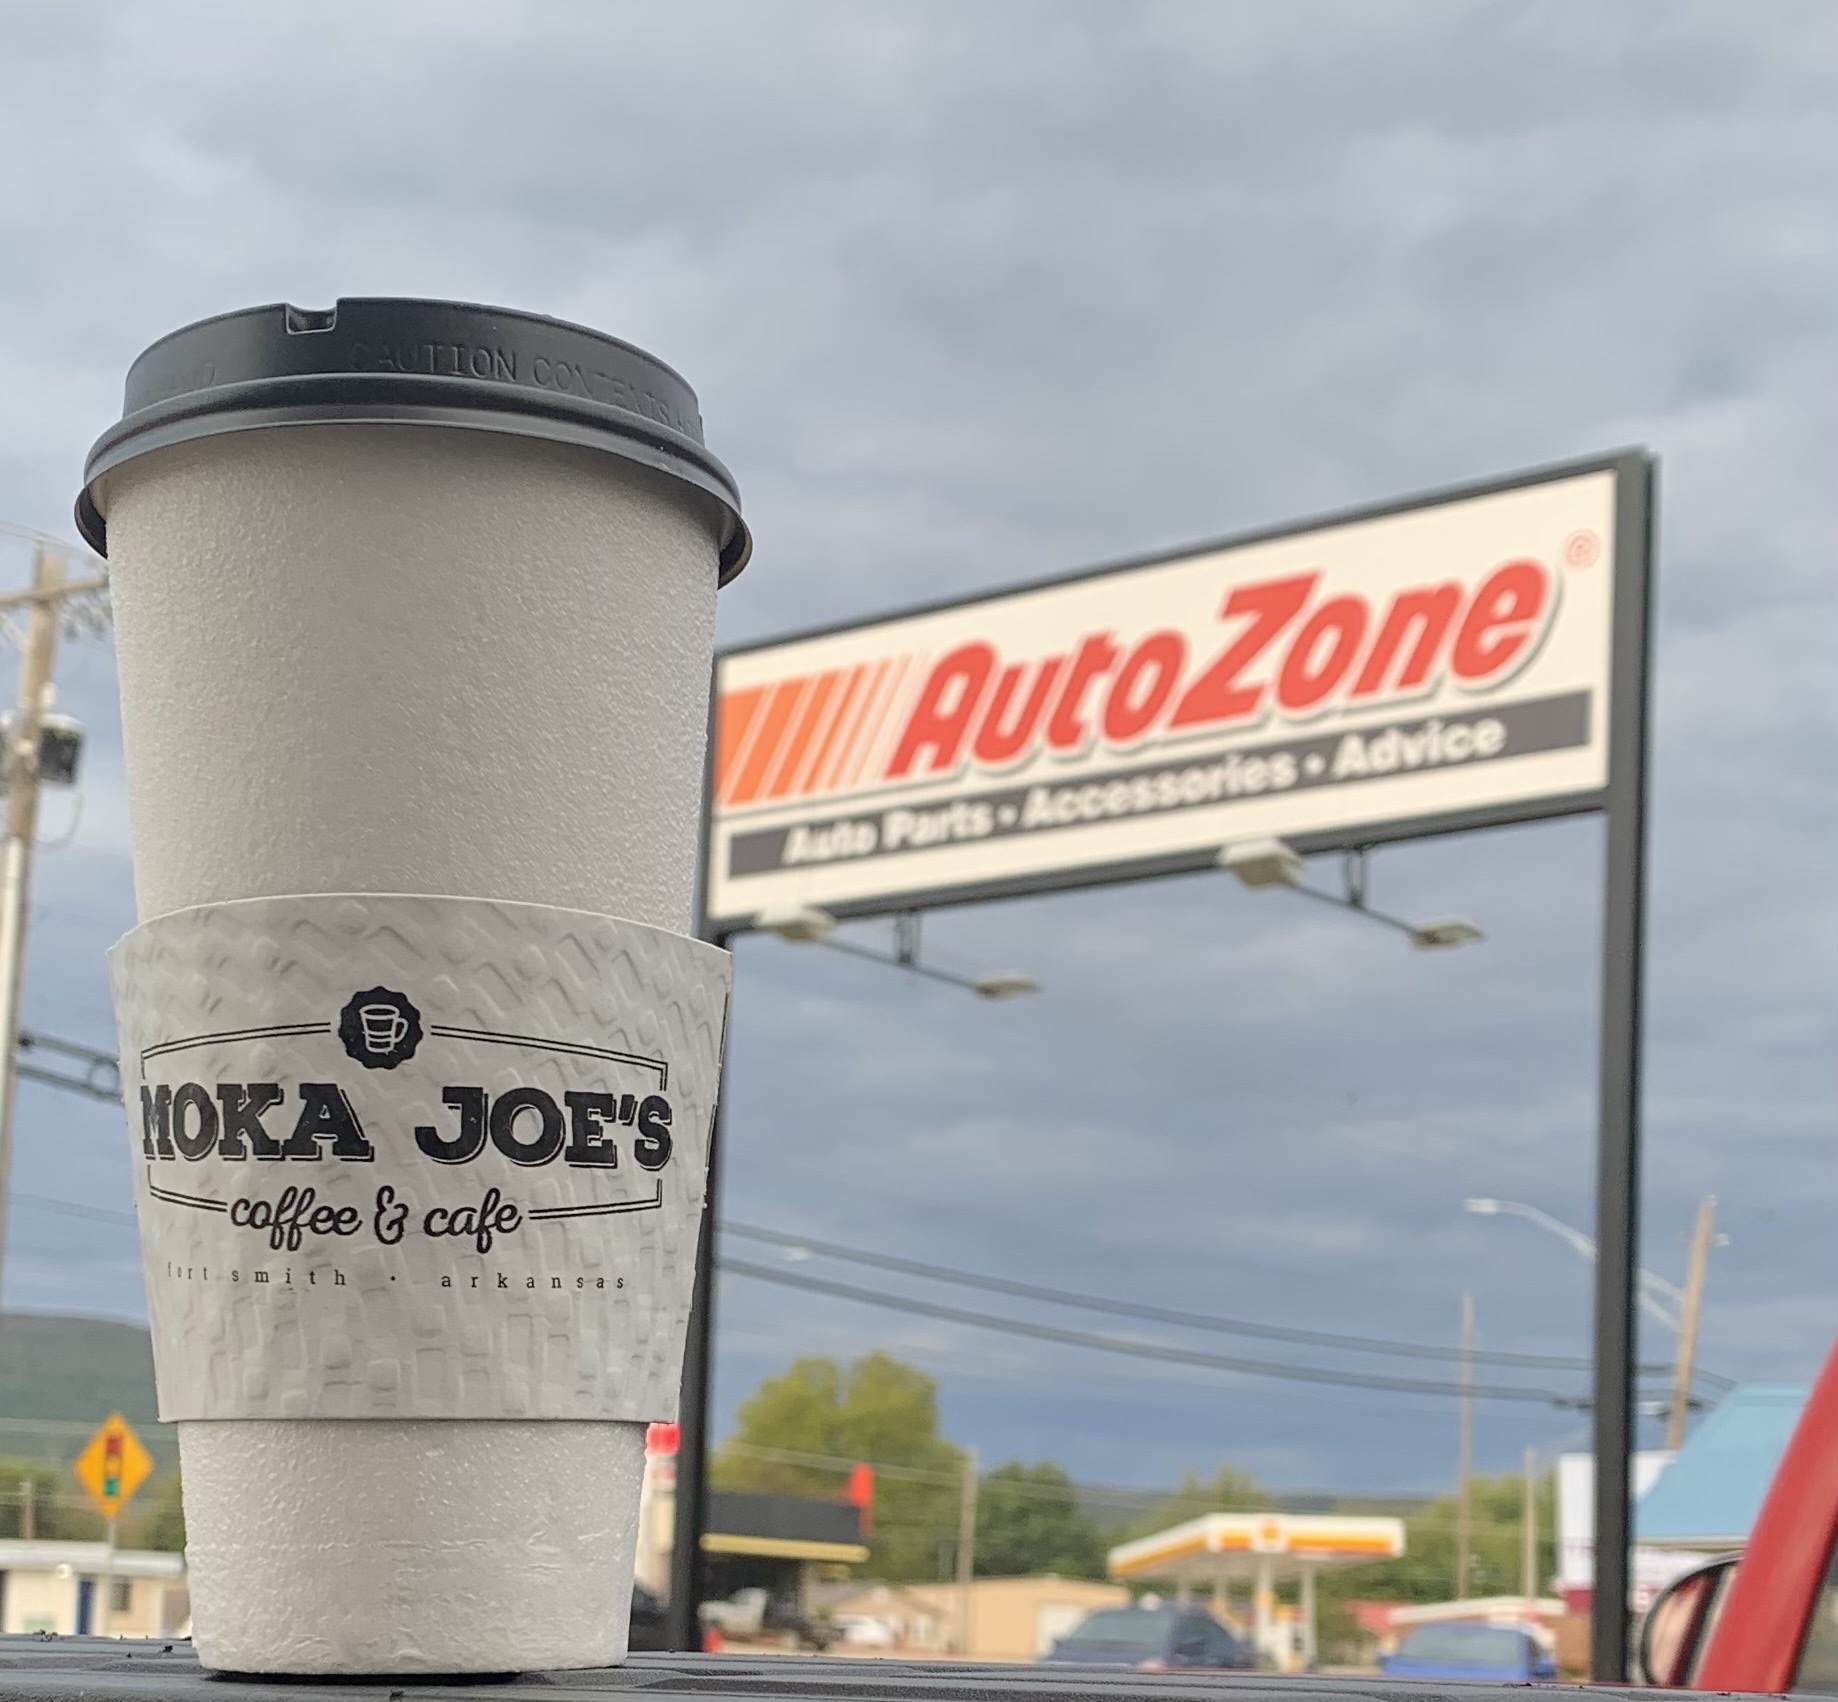 CAUTION CONTENTS
AutoZone®
Auto Parts • Accessories • Advice
MOKA JOE'S
coffee & cafe
fort smith • arkansas